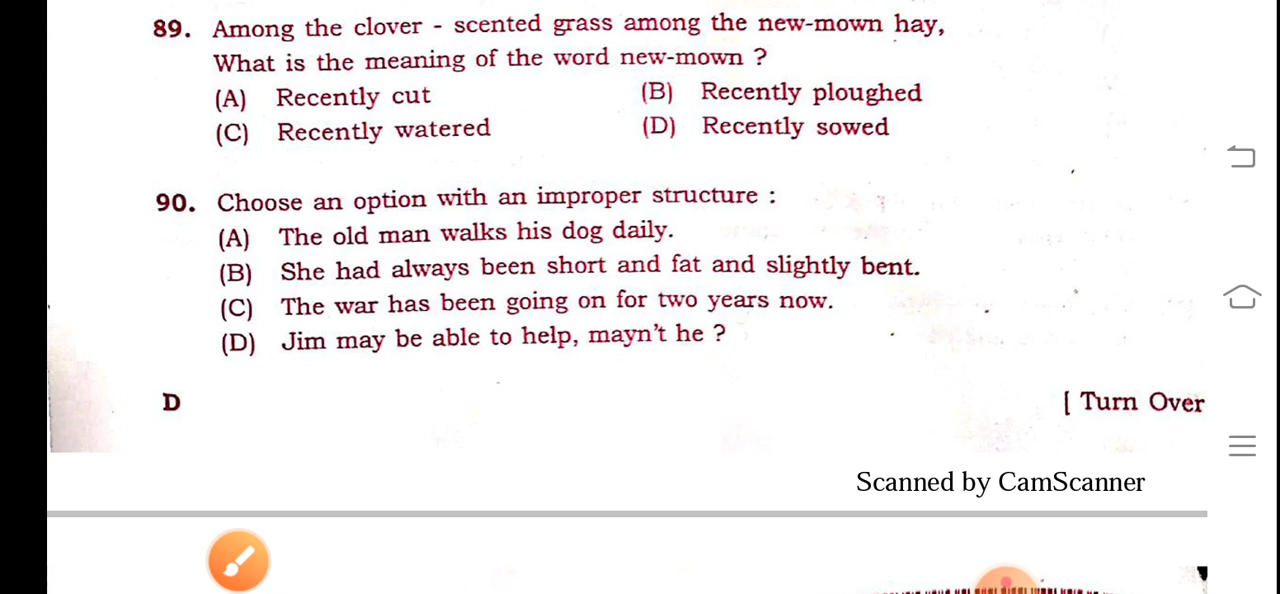 89. Among the clover - scented grass among the new-mown hay,
What is the meaning of the word new-mown ?
(A) Recently cut (B) Recently ploughed
(C) Recently watered (D) Recently sowed
90. Choose an option with an improper structure :
(A) The old man walks his dog daily.
(B) She had always been short and fat and slightly bent.
(C) The war has been going on for two years now.
(D) Jim may be able to help, mayn't he ?
D [ Turn Over
Scanned by CamScanner